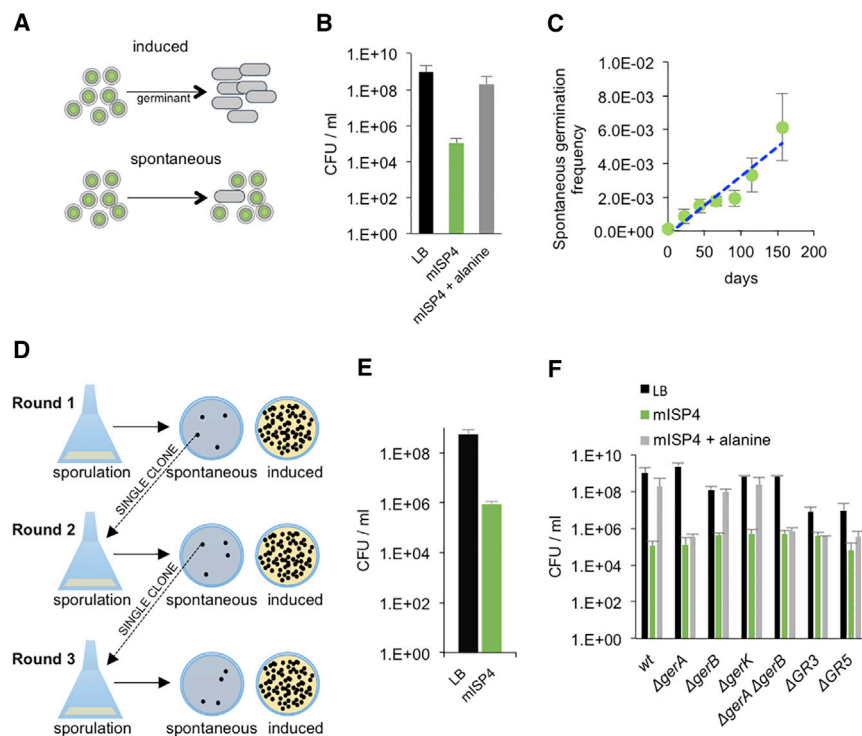 A
induced
germinant
spontaneous
B
1.E+10
1.E+08
1.E+06
1.E+04
1.E+02
1.E+00
CFU / ml
LB
mISP4
mISP4 + alanine
C
1.0E-02
8.0E-03
6.0E-03
4.0E-03
2.0E-03
0.0E+00
Spontaneous germination
frequency
0 50 100 150 200
days
D
Round 1
sporulation spontaneous induced
SINGLE CLONE
Round 2
sporulation spontaneous induced
SINGLE CLONE
Round 3
sporulation spontaneous induced
E
1.E+08
1.E+06
1.E+04
1.E+02
1.E+00
CFU / ml
LB
mISP4
F
LB
mISP4
mISP4 + alanine
1.E+10
1.E+08
1.E+06
1.E+04
1.E+02
1.E+00
CFU / ml
wt
ΔgerA
ΔgerB
ΔgerK
ΔgerA ΔgerB
ΔGR3
ΔGR5